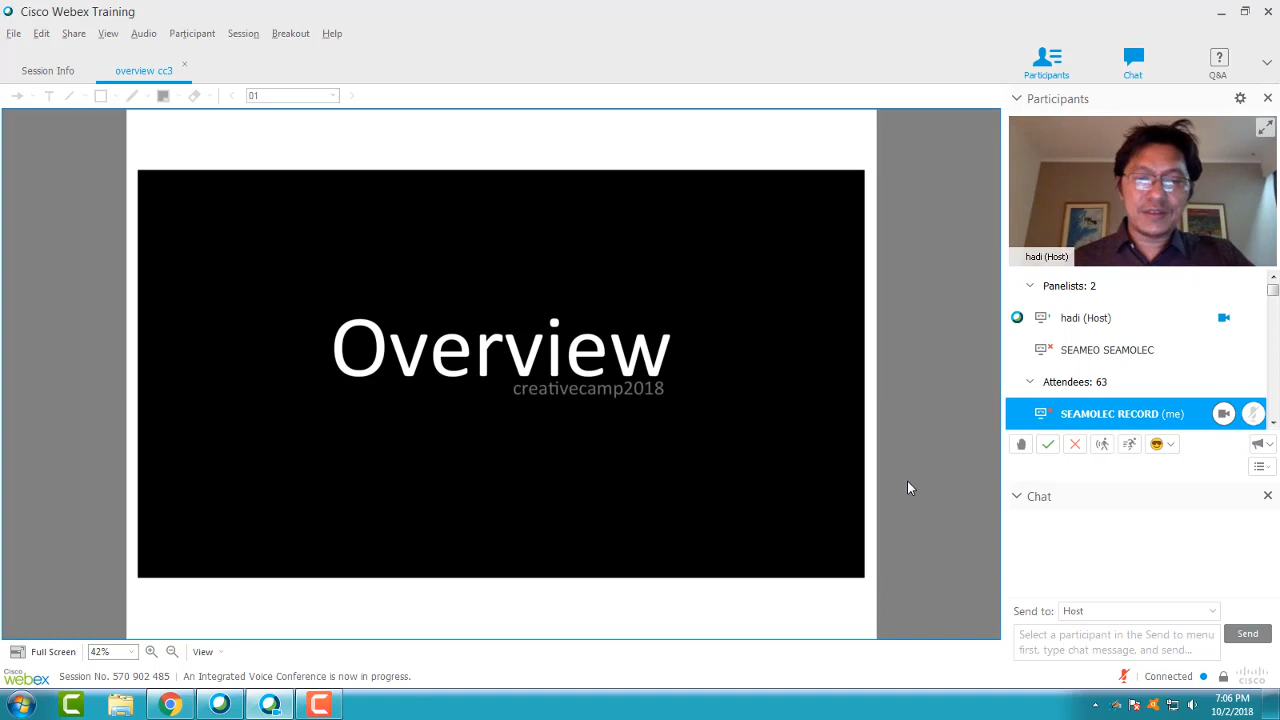 Cisco Webex Training
File Edit Share View Audio Participant Session Breakout Help
Session Info
overview cc3
Participants
Chat
Q&A
01
Participants
Overview
creativecamp2018
hadi (Host)
Panelists: 2
hadi (Host)
SEAMEO SEAMOLEC
Attendees: 63
SEAMOLEC RECORD (me)
Chat
Send to: Host
Select a participant in the Send to menu
first, type chat message, and send...
Send
Full Screen 42% View
Cisco webex Session No. 570 902 485 An Integrated Voice Conference is now in progress.
Connected
cisco
7:06 PM
10/2/2018